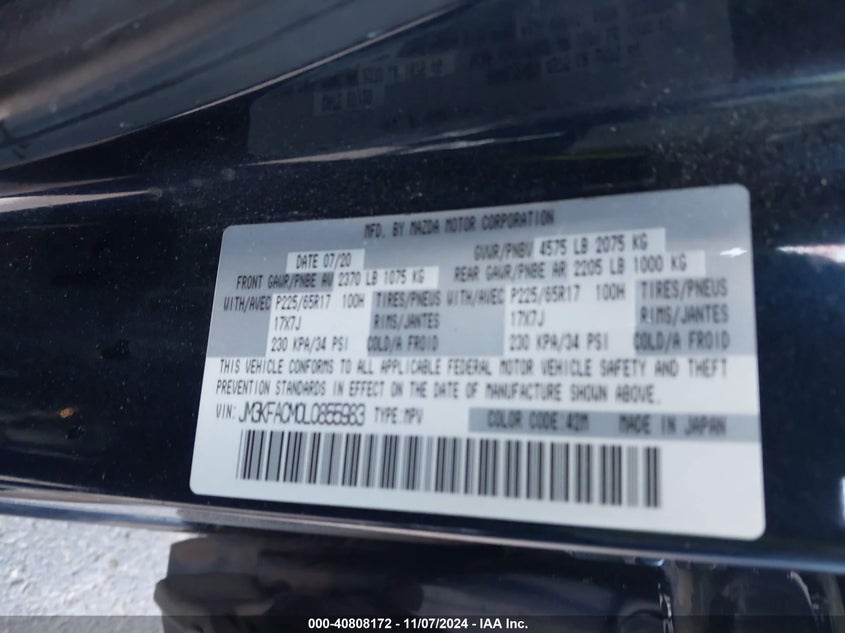 MFD. BY MAZDA MOTOR CORPORATION
DATE 07/20 GVWR/PNBV 4575 LB 2075 KG
FRONT GAWR/PNBE AV 2370 LB 1075 KG REAR GAWR/PNBE AR 2205 LB 1000 KG
WITH/AVEC P225/65R17 100H TIRES/PNEUS WITH/AVEC P225/65R17 100H TIRES/PNEUS
17X7J RIMS/JANTES 17X7J RIMS/JANTES
230 KPA/34 PSI COLD/A FROID 230 KPA/34 PSI COLD/A FROID
THIS VEHICLE CONFORMS TO ALL APPLICABLE FEDERAL MOTOR VEHICLE SAFETY AND THEFT
PREVENTION STANDARDS IN EFFECT ON THE DATE OF MANUFACTURE SHOWN ABOVE.
VIN: JM3KFACM0L0855983 TYPE:MPV COLOR CODE:42M MADE IN JAPAN
000-40808172 - 11/07/2024 - IAA Inc.